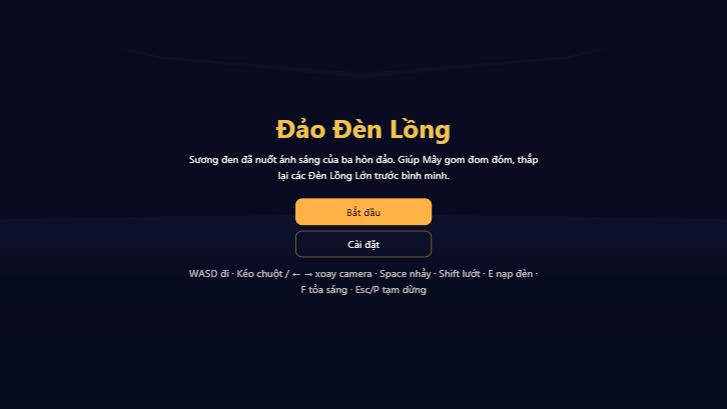 Đảo Đèn Lồng
Sương đen đã nuốt ánh sáng của ba hòn đảo. Giúp Mây gom đom đóm, thắp
lại các Đèn Lồng Lớn trước bình minh.
Bắt đầu
Cài đặt
WASD đi · Kéo chuột / ← → xoay camera · Space nhảy · Shift lướt · E nạp đèn ·
F tỏa sáng · Esc/P tạm dừng